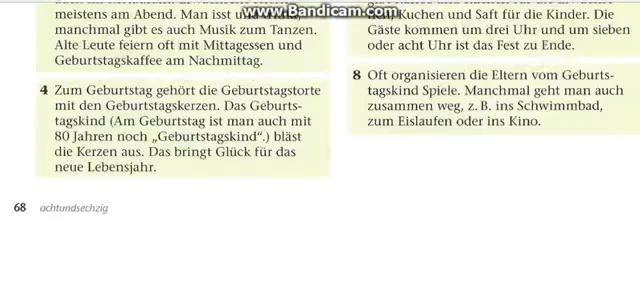 www.Bandicam.com
meistens am Abend. Man isst
manchmal gibt es auch Musik zum Tanzen.
Alte Leute feiern oft mit Mittagessen und
Geburtstagskaffee am Nachmittag.
4 Zum Geburtstag gehört die Geburtstagstorte
mit den Geburtstagskerzen. Das Geburts-
tagskind (Am Geburtstag ist man auch mit
80 Jahren noch „Geburtstagskind“.) bläst
die Kerzen aus. Das bringt Glück für das
neue Lebensjahr.
Kuchen und Saft für die Kinder. Die
Gäste kommen um drei Uhr und um sieben
oder acht Uhr ist das Fest zu Ende.
8 Oft organisieren die Eltern vom Geburts-
tagskind Spiele. Manchmal geht man auch
zusammen weg, z. B. ins Schwimmbad,
zum Eislaufen oder ins Kino.
68 achtundsechzig